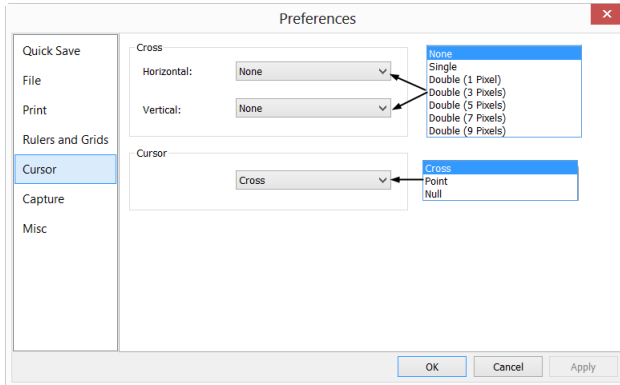 Preferences
Quick Save
File
Print
Rulers and Grids
Cursor
Capture
Misc
Cross
Horizontal:
None
Vertical:
None
None
Single
Double (1 Pixel)
Double (3 Pixels)
Double (5 Pixels)
Double (7 Pixels)
Double (9 Pixels)
Cursor
Cross
Cross
Point
Null
OK
Cancel
Apply